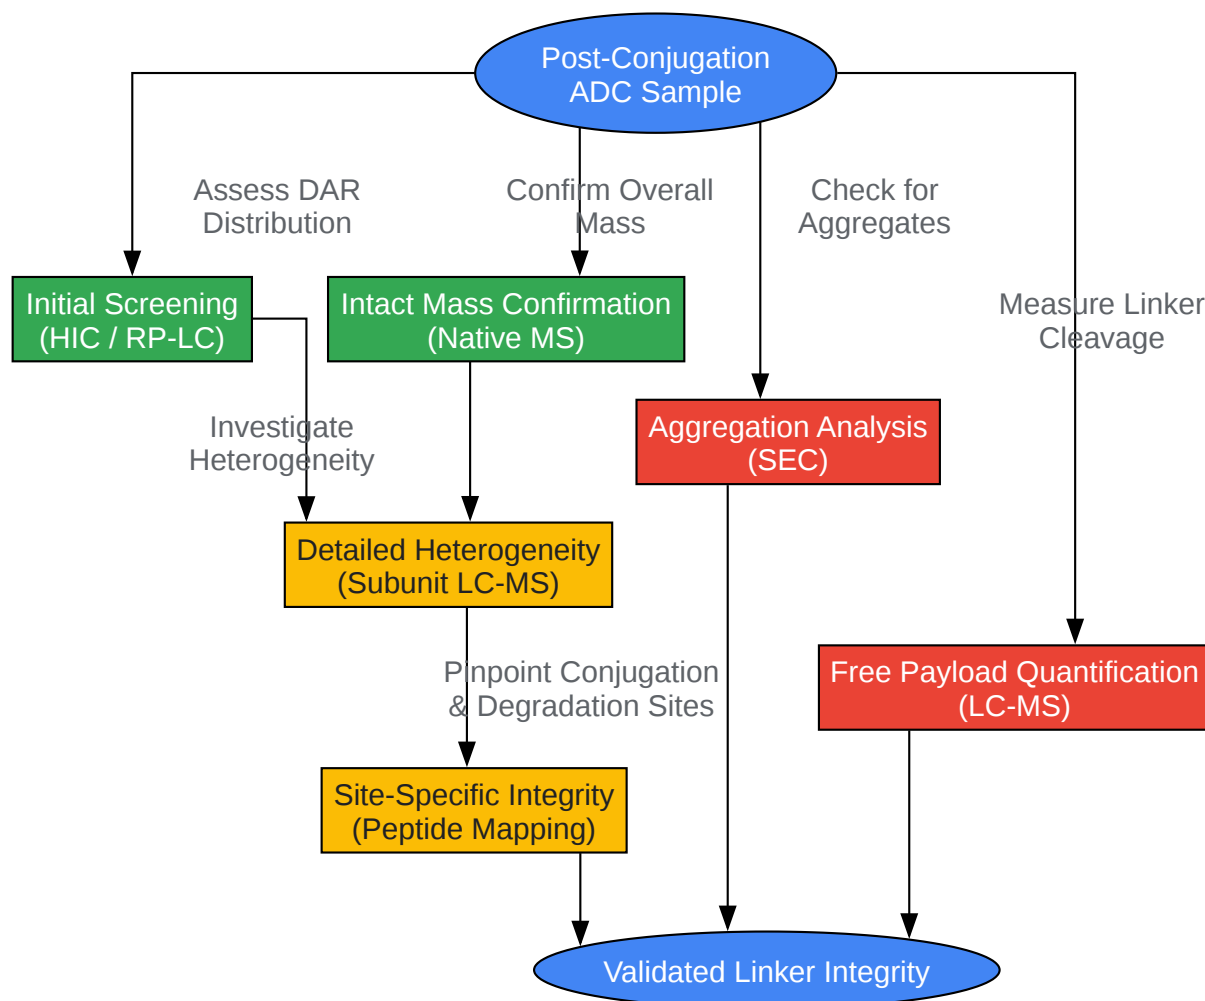 Post-Conjugation
ADC Sample
Assess DAR
Distribution
Confirm Overall
Mass
Check for
Aggregates
Initial Screening
(HIC / RP-LC)
Intact Mass Confirmation
(Native MS)
Measure Linker
Cleavage
Investigate
Heterogeneity
Aggregation Analysis
(SEC)
Detailed Heterogeneity
(Subunit LC-MS)
Pinpoint Conjugation
& Degradation Sites
Free Payload Quantification
(LC-MS)
Site-Specific Integrity
(Peptide Mapping)
Validated Linker Integrity